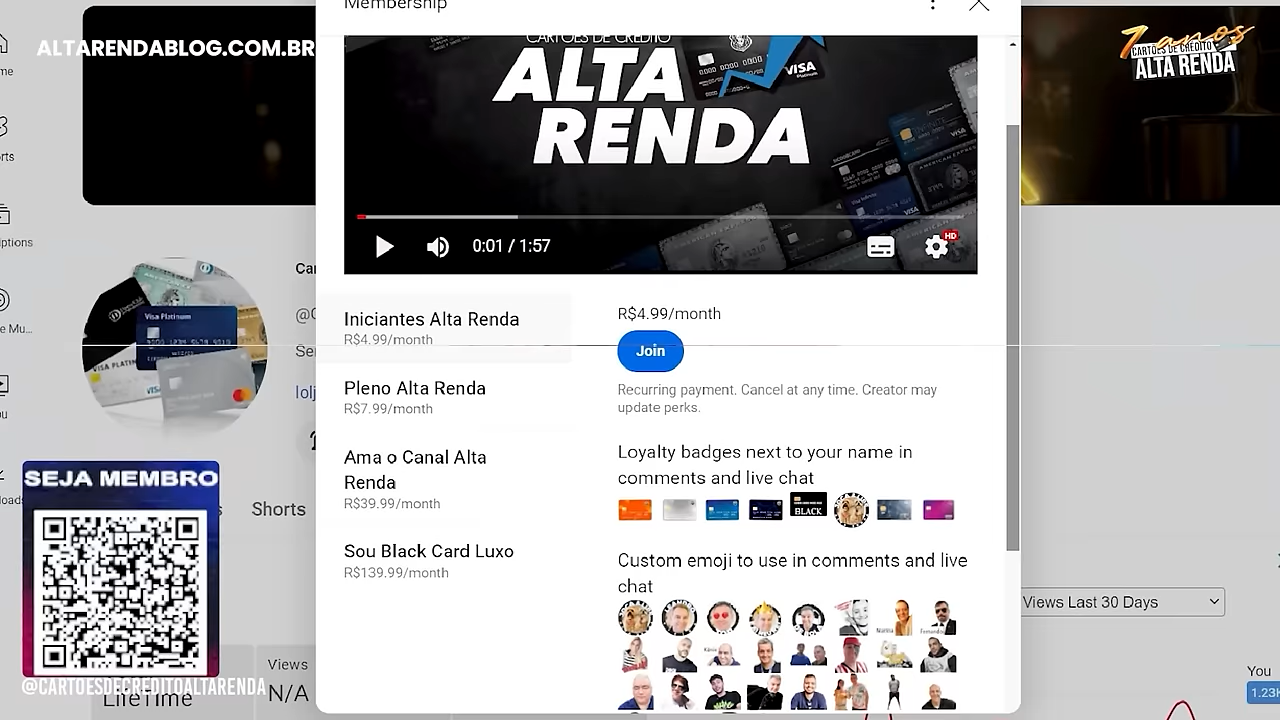 Membership
ALTARENDABLOG.COM.BR
7 anos
CARTÕES DE CRÉDITO
ALTA RENDA
CARTÕES DE CRÉDITO
ALTA
RENDA
VISA
Platinum
0:01 / 1:57
HD
Iniciantes Alta Renda
R$4.99/month
Pleno Alta Renda
R$7.99/month
Ama o Canal Alta
Renda
R$39.99/month
Sou Black Card Luxo
R$139.99/month
R$4.99/month
Join
Recurring payment. Cancel at any time. Creator may
update perks.
Loyalty badges next to your name in
comments and live chat
BLACK
Custom emoji to use in comments and live
chat
Visa Platinum
SEJA MEMBRO
Shorts
@CARTOESDECREDITOALTARENDA
LifeTime
Views
N/A
Views Last 30 Days
You
1.23K